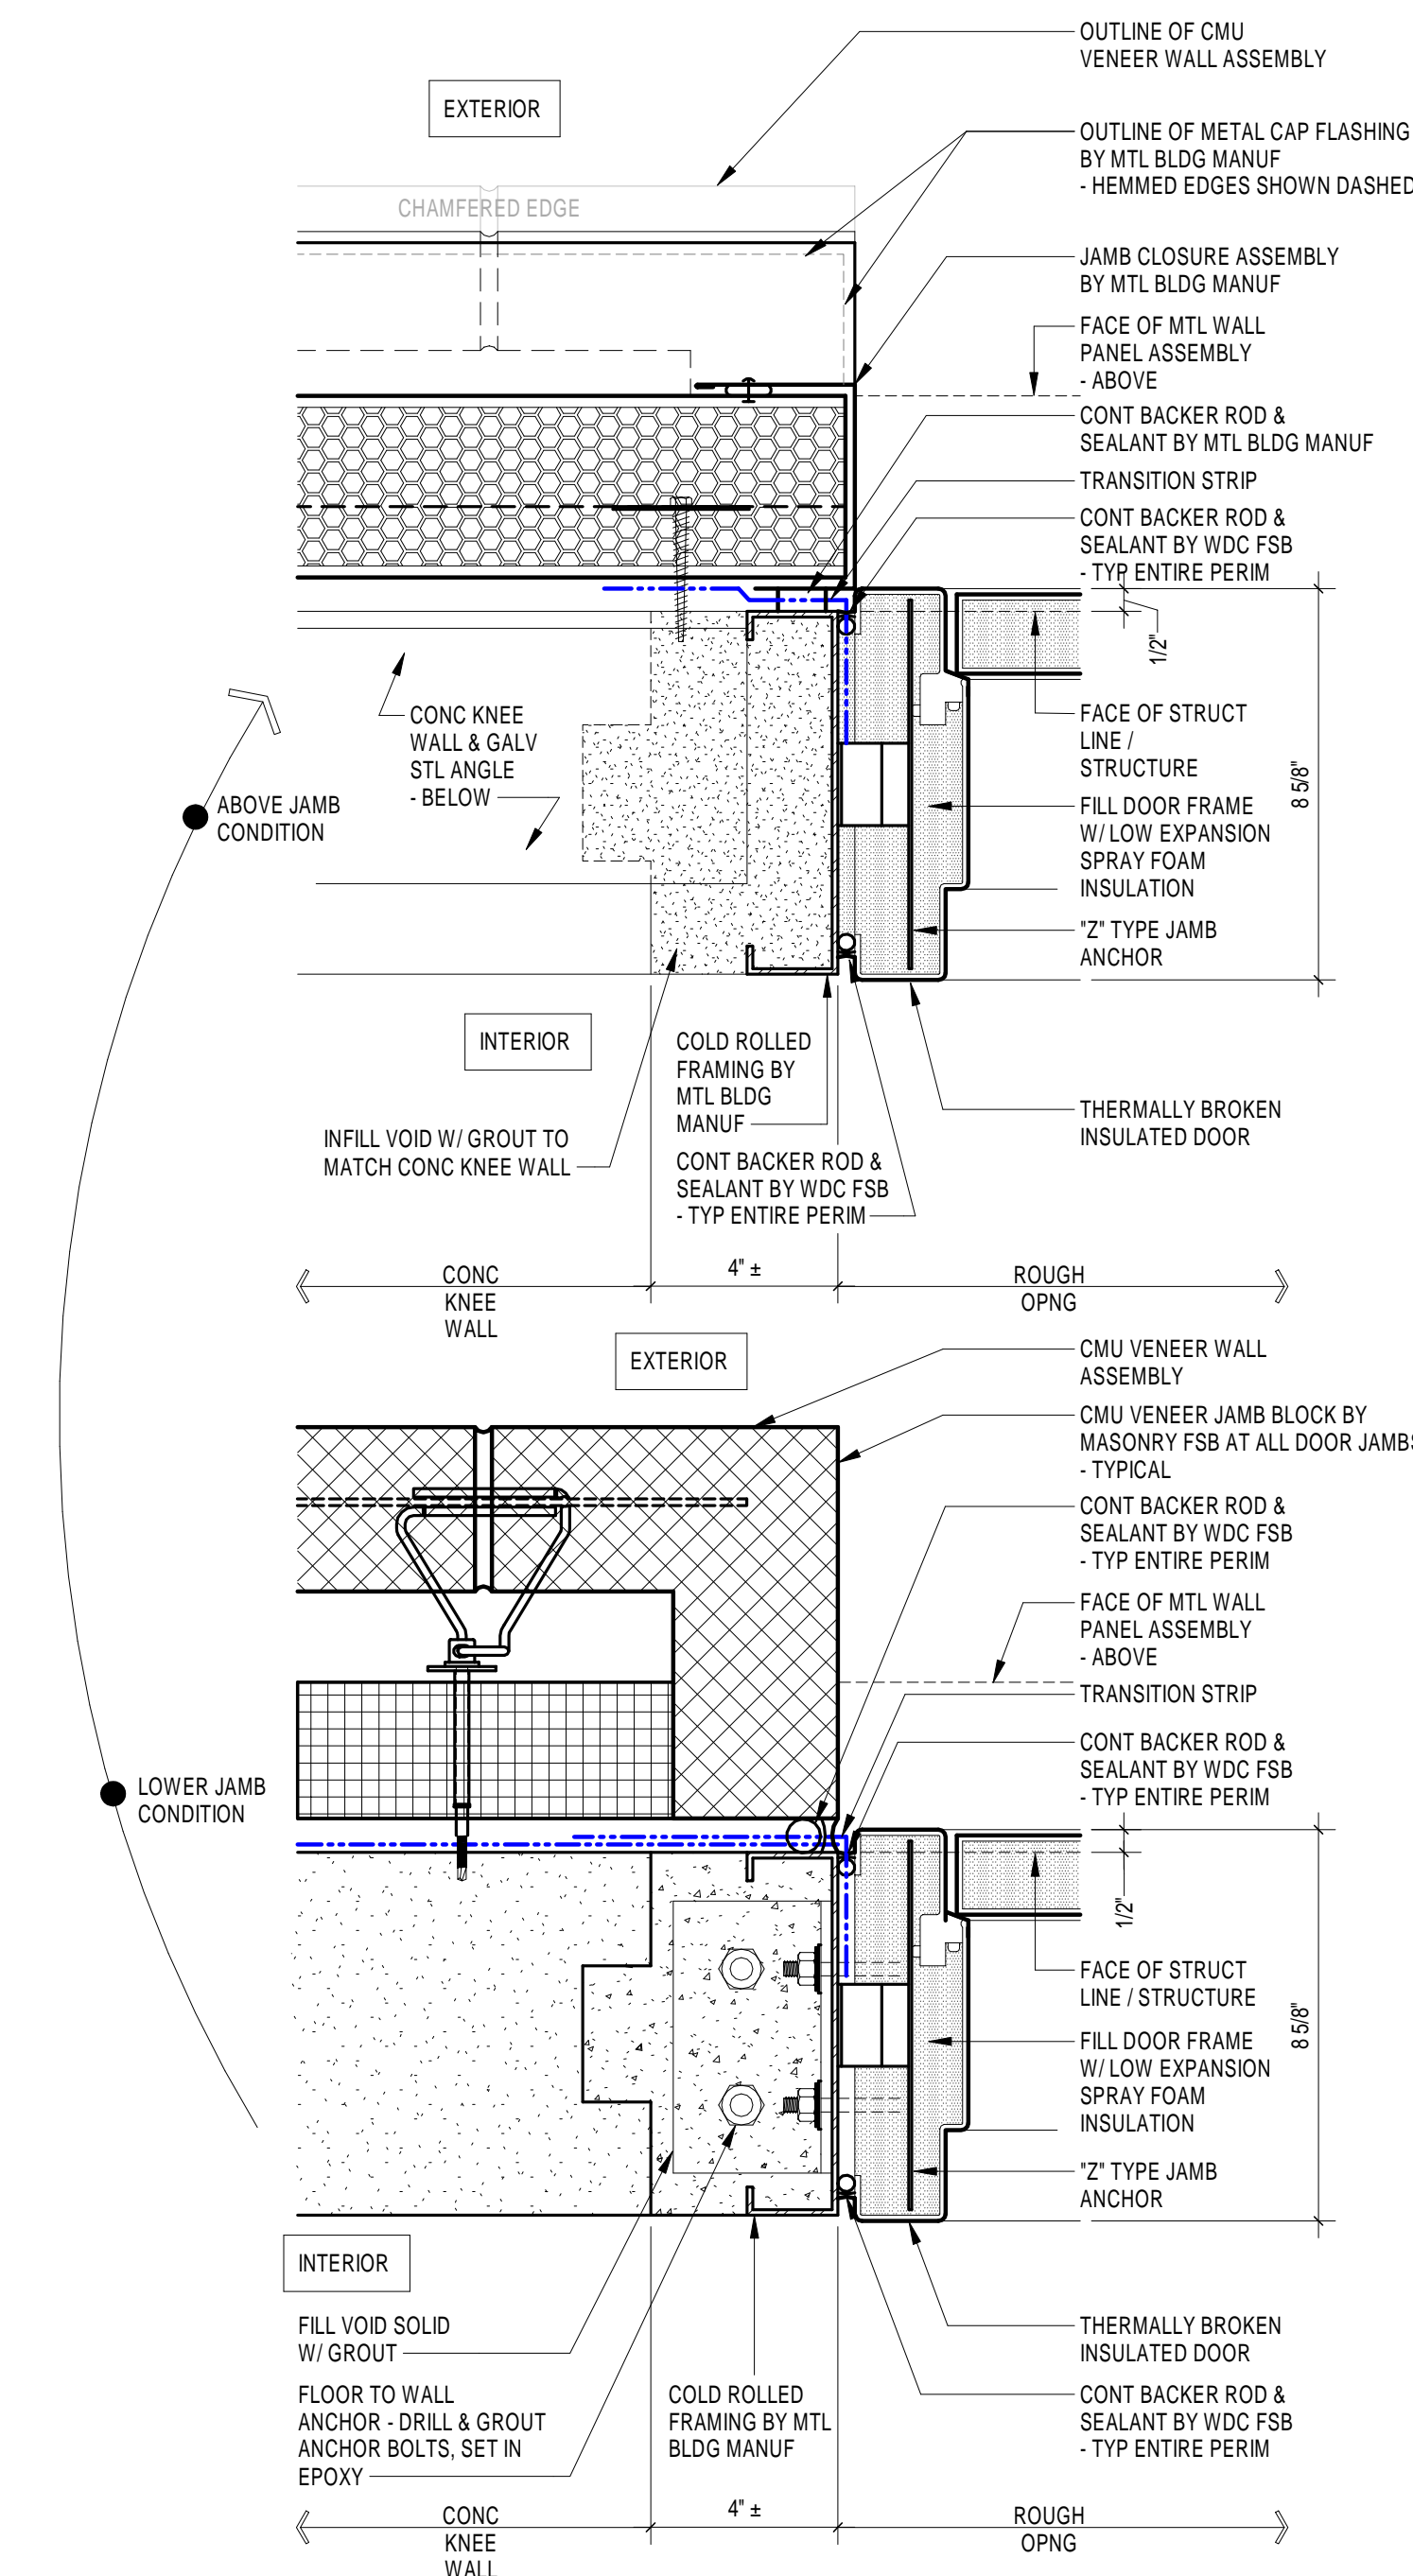 OUTLINE OF CMU
VENEER WALL ASSEMBLY
EXTERIOR
OUTLINE OF METAL CAP FLASHING
BY MTL BLDG MANUF
- HEMMED EDGES SHOWN DASHED
CHAMFERED EDGE
JAMB CLOSURE ASSEMBLY
BY MTL BLDG MANUF
FACE OF MTL WALL
PANEL ASSEMBLY
- ABOVE
CONT BACKER ROD &
SEALANT BY MTL BLDG MANUF
TRANSITION STRIP
CONT BACKER ROD &
SEALANT BY WDC FSB
- TYP ENTIRE PERIM
1/2"
CONC KNEE
WALL & GALV
STL ANGLE
- BELOW
FACE OF STRUCT
LINE /
STRUCTURE
8 5/8"
ABOVE JAMB
CONDITION
FILL DOOR FRAME
W/ LOW EXPANSION
SPRAY FOAM
INSULATION
"Z" TYPE JAMB
ANCHOR
INTERIOR
COLD ROLLED
FRAMING BY
MTL BLDG
MANUF
THERMALLY BROKEN
INSULATED DOOR
INFILL VOID W/ GROUT TO
MATCH CONC KNEE WALL
CONT BACKER ROD &
SEALANT BY WDC FSB
- TYP ENTIRE PERIM
CONC
KNEE
WALL
4" ±
ROUGH
OPNG
EXTERIOR
CMU VENEER WALL
ASSEMBLY
CMU VENEER JAMB BLOCK BY
MASONRY FSB AT ALL DOOR JAMBS
- TYPICAL
CONT BACKER ROD &
SEALANT BY WDC FSB
- TYP ENTIRE PERIM
FACE OF MTL WALL
PANEL ASSEMBLY
- ABOVE
TRANSITION STRIP
CONT BACKER ROD &
SEALANT BY WDC FSB
- TYP ENTIRE PERIM
LOWER JAMB
CONDITION
1/2"
FACE OF STRUCT
LINE / STRUCTURE
8 5/8"
FILL DOOR FRAME
W/ LOW EXPANSION
SPRAY FOAM
INSULATION
"Z" TYPE JAMB
ANCHOR
INTERIOR
FILL VOID SOLID
W/ GROUT
THERMALLY BROKEN
INSULATED DOOR
FLOOR TO WALL
ANCHOR - DRILL & GROUT
ANCHOR BOLTS, SET IN
EPOXY
COLD ROLLED
FRAMING BY MTL
BLDG MANUF
CONT BACKER ROD &
SEALANT BY WDC FSB
- TYP ENTIRE PERIM
CONC
KNEE
WALL
4" ±
ROUGH
OPNG